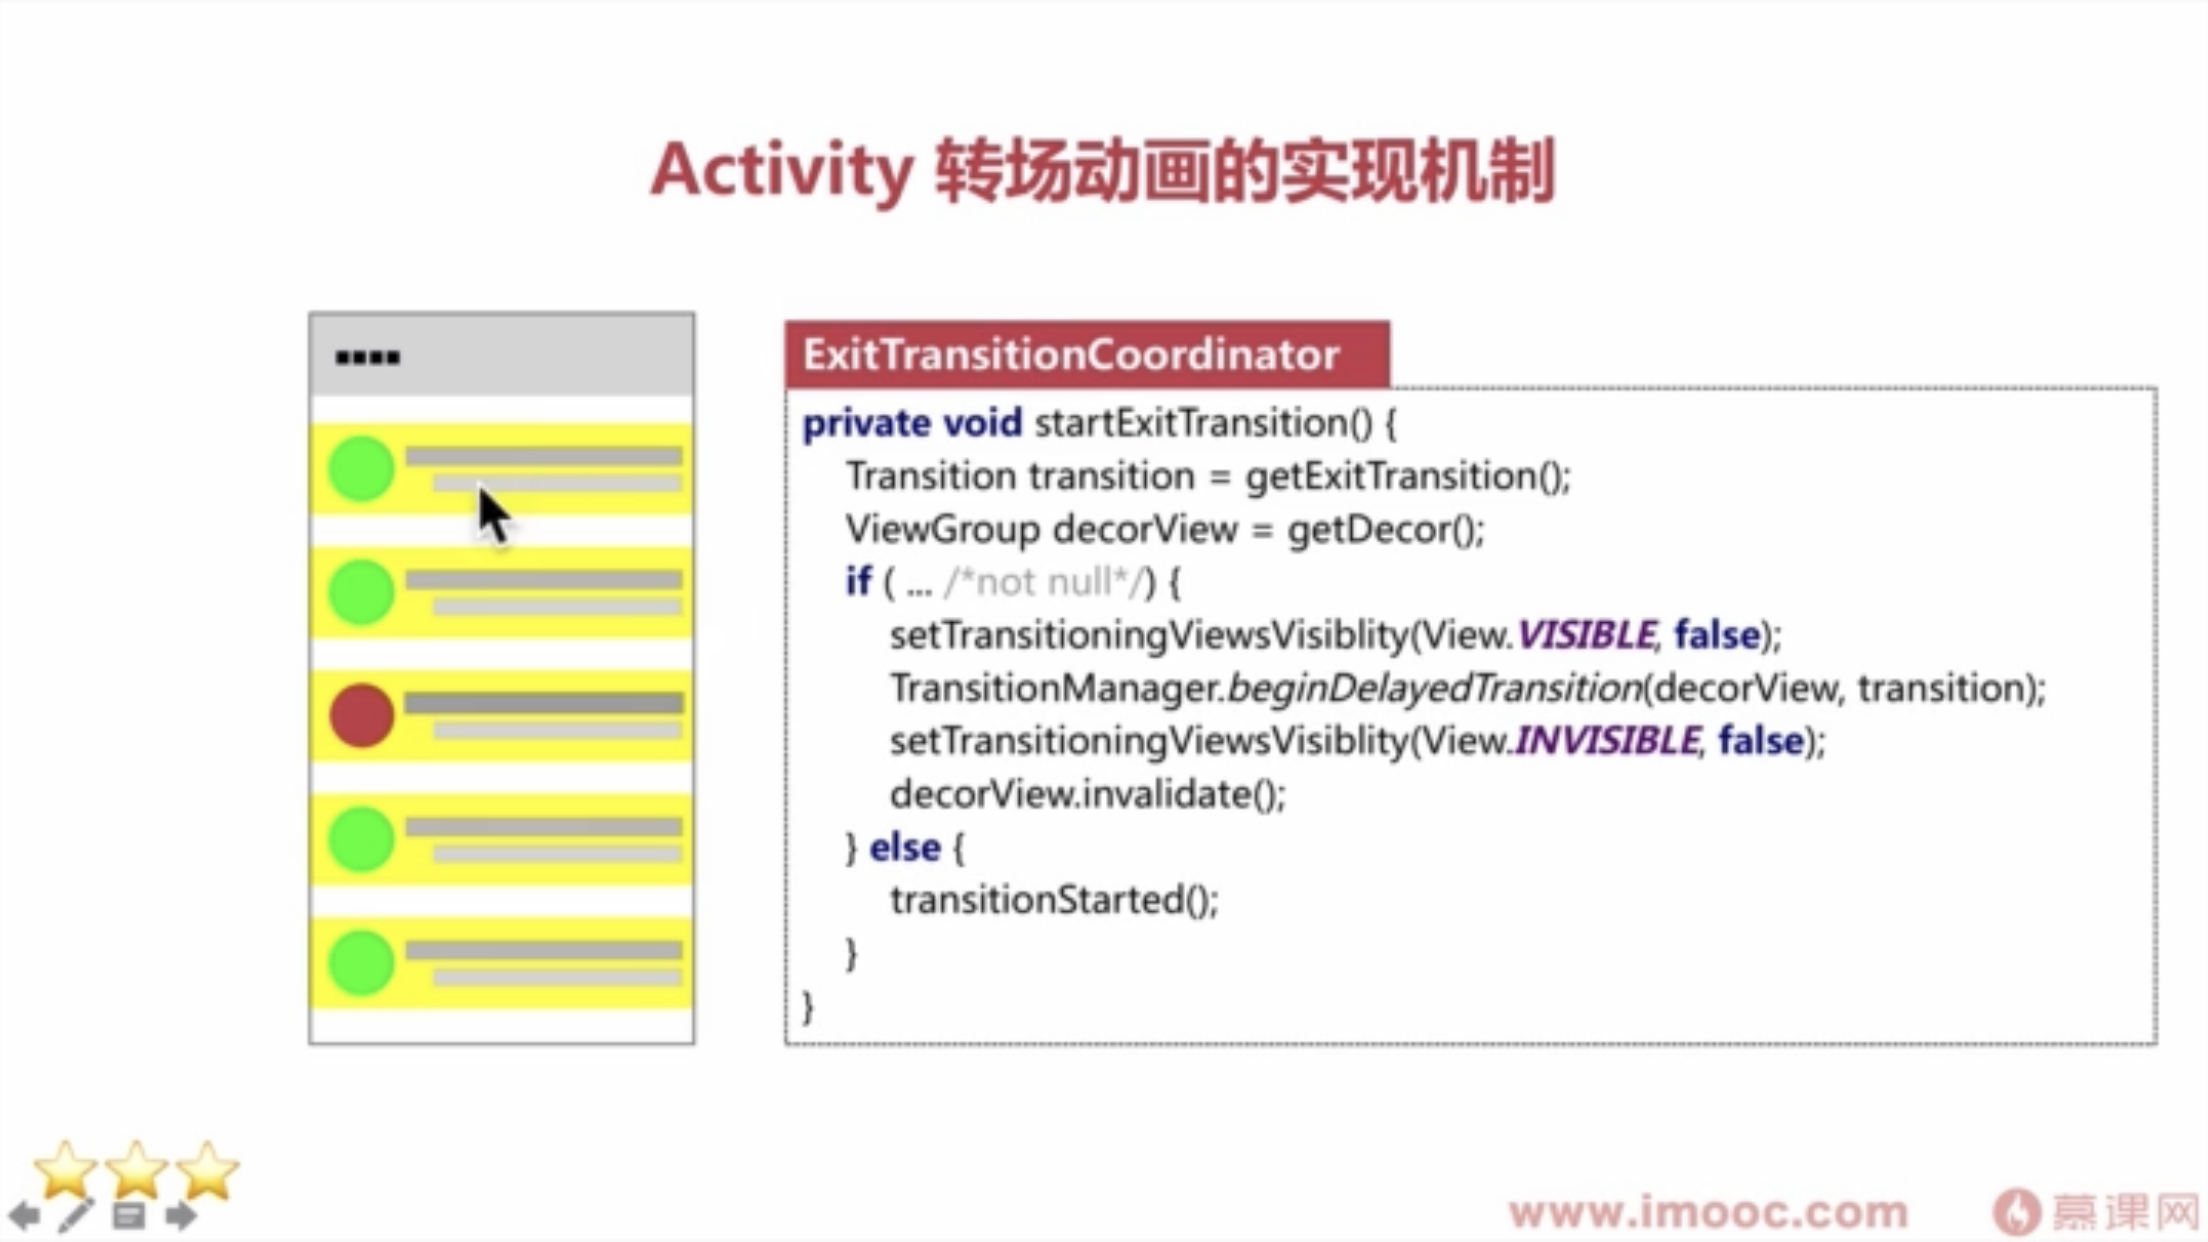 Activity 转场动画的实现机制
ExitTransitionCoordinator
private void startExitTransition() {
Transition transition = getExitTransition();
ViewGroup decorView = getDecor();
if ( ... /*not null*/) {
setTransitioningViewsVisiblity(View.VISIBLE, false);
TransitionManager.beginDelayedTransition(decorView, transition);
setTransitioningViewsVisiblity(View.INVISIBLE, false);
decorView.invalidate();
} else {
transitionStarted();
}
}
www.imooc.com 慕课网